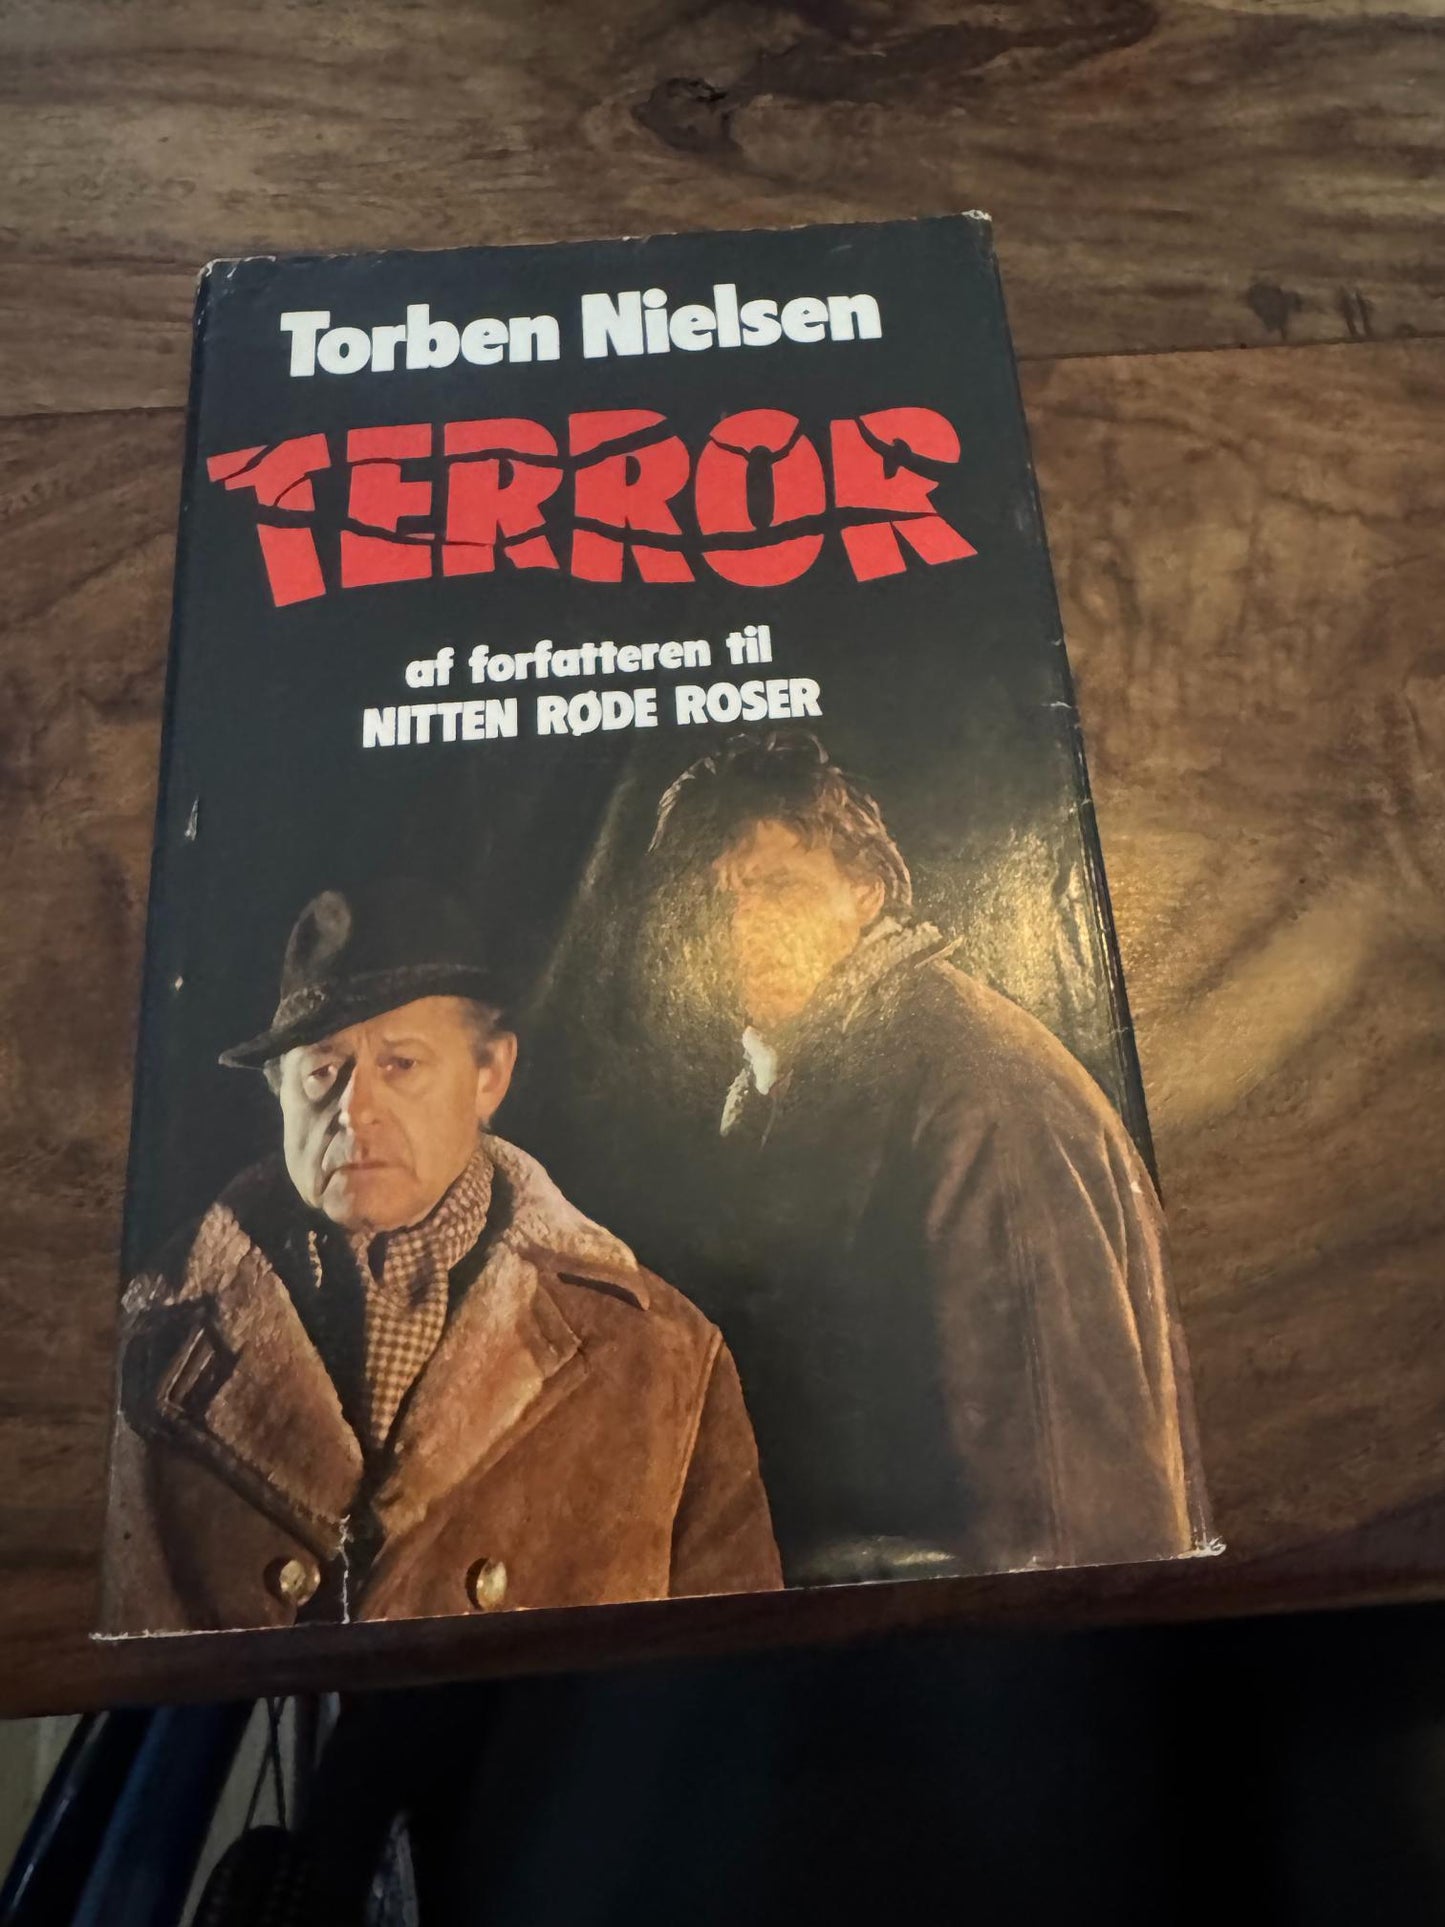 Torben Nielsen
TERROR
af forfatteren til
NITTEN RØDE ROSER